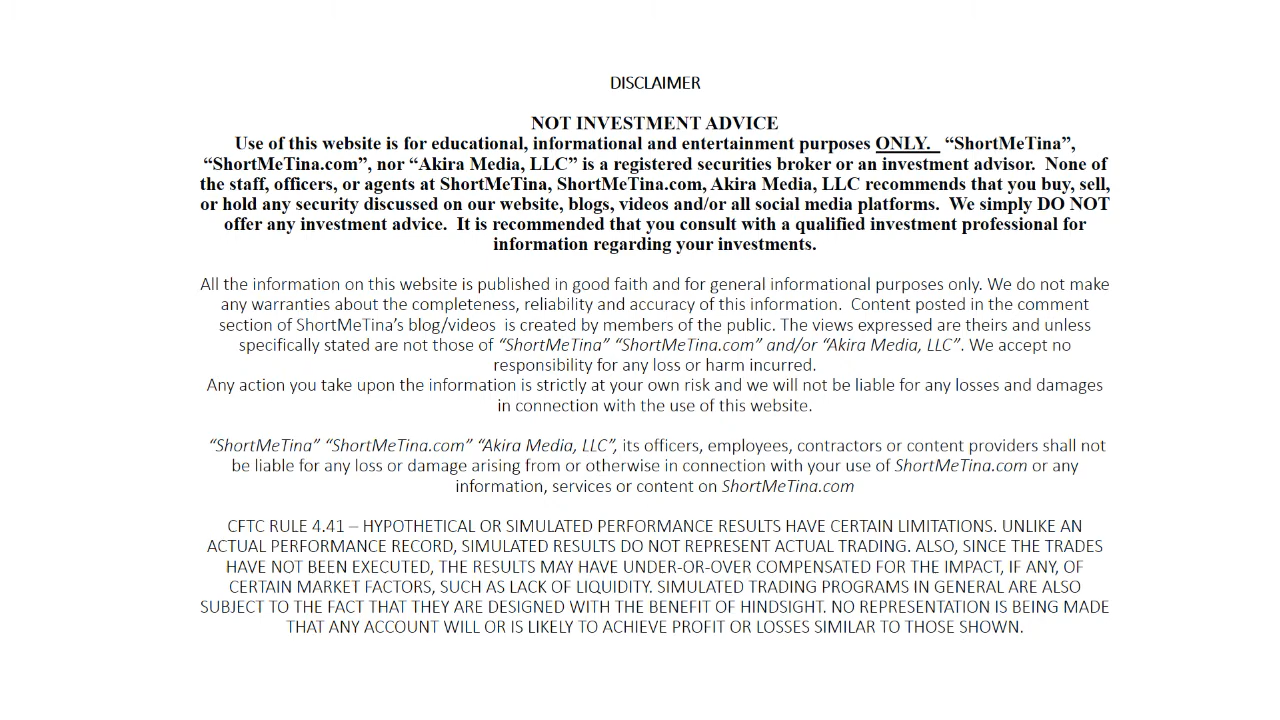 DISCLAIMER
NOT INVESTMENT ADVICE
Use of this website is for educational, informational and entertainment purposes ONLY. “ShortMeTina”,
“ShortMeTina.com”, nor “Akira Media, LLC” is a registered securities broker or an investment advisor. None of
the staff, officers, or agents at ShortMeTina, ShortMeTina.com, Akira Media, LLC recommends that you buy, sell,
or hold any security discussed on our website, blogs, videos and/or all social media platforms. We simply DO NOT
offer any investment advice. It is recommended that you consult with a qualified investment professional for
information regarding your investments.
All the information on this website is published in good faith and for general informational purposes only. We do not make
any warranties about the completeness, reliability and accuracy of this information. Content posted in the comment
section of ShortMeTina’s blog/videos is created by members of the public. The views expressed are theirs and unless
specifically stated are not those of “ShortMeTina” “ShortMeTina.com” and/or “Akira Media, LLC”. We accept no
responsibility for any loss or harm incurred.
Any action you take upon the information is strictly at your own risk and we will not be liable for any losses and damages
in connection with the use of this website.
“ShortMeTina” “ShortMeTina.com” “Akira Media, LLC”, its officers, employees, contractors or content providers shall not
be liable for any loss or damage arising from or otherwise in connection with your use of ShortMeTina.com or any
information, services or content on ShortMeTina.com
CFTC RULE 4.41 – HYPOTHETICAL OR SIMULATED PERFORMANCE RESULTS HAVE CERTAIN LIMITATIONS. UNLIKE AN
ACTUAL PERFORMANCE RECORD, SIMULATED RESULTS DO NOT REPRESENT ACTUAL TRADING. ALSO, SINCE THE TRADES
HAVE NOT BEEN EXECUTED, THE RESULTS MAY HAVE UNDER-OR-OVER COMPENSATED FOR THE IMPACT, IF ANY, OF
CERTAIN MARKET FACTORS, SUCH AS LACK OF LIQUIDITY. SIMULATED TRADING PROGRAMS IN GENERAL ARE ALSO
SUBJECT TO THE FACT THAT THEY ARE DESIGNED WITH THE BENEFIT OF HINDSIGHT. NO REPRESENTATION IS BEING MADE
THAT ANY ACCOUNT WILL OR IS LIKELY TO ACHIEVE PROFIT OR LOSSES SIMILAR TO THOSE SHOWN.